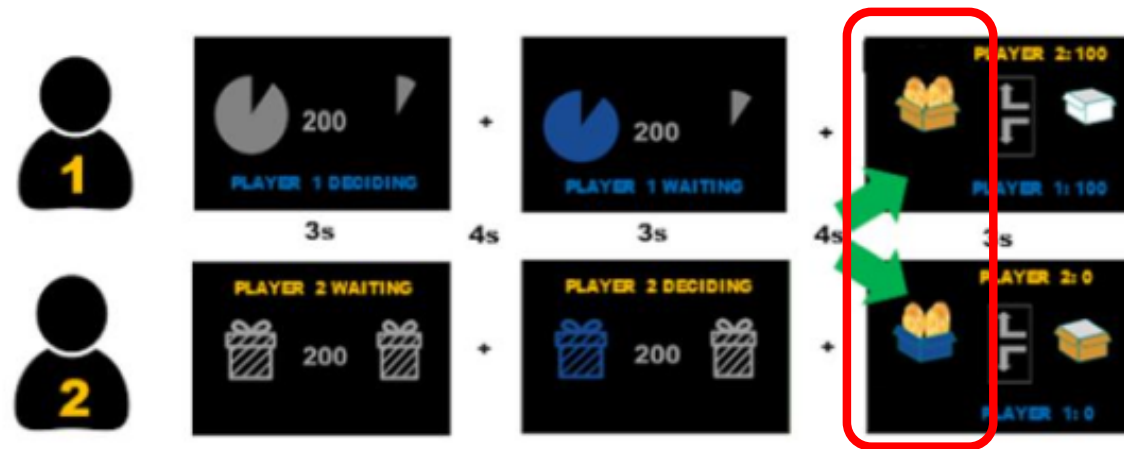 1
200
PLAYER 1 DECIDING
+
200
PLAYER 1 WAITING
+
PLAYER 2: 100
PLAYER 1: 100
3s
4s
3s
4s
3s
2
PLAYER 2 WAITING
200
+
PLAYER 2 DECIDING
200
+
PLAYER 2: 0
PLAYER 1: 0